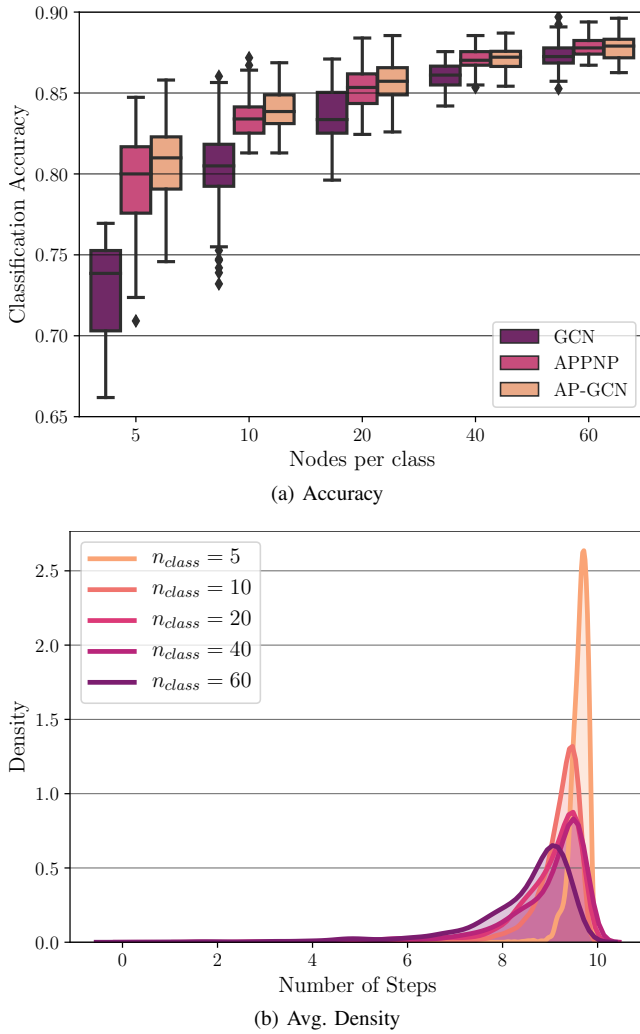 0.90
0.85
0.80
0.75
0.70
0.65
Classification Accuracy
GCN
APPNP
AP-GCN
5 10 20 40 60
Nodes per class
(a) Accuracy
2.5
2.0
1.5
1.0
0.5
0.0
Density
n_class = 5
n_class = 10
n_class = 20
n_class = 40
n_class = 60
0 2 4 6 8 10
Number of Steps
(b) Avg. Density